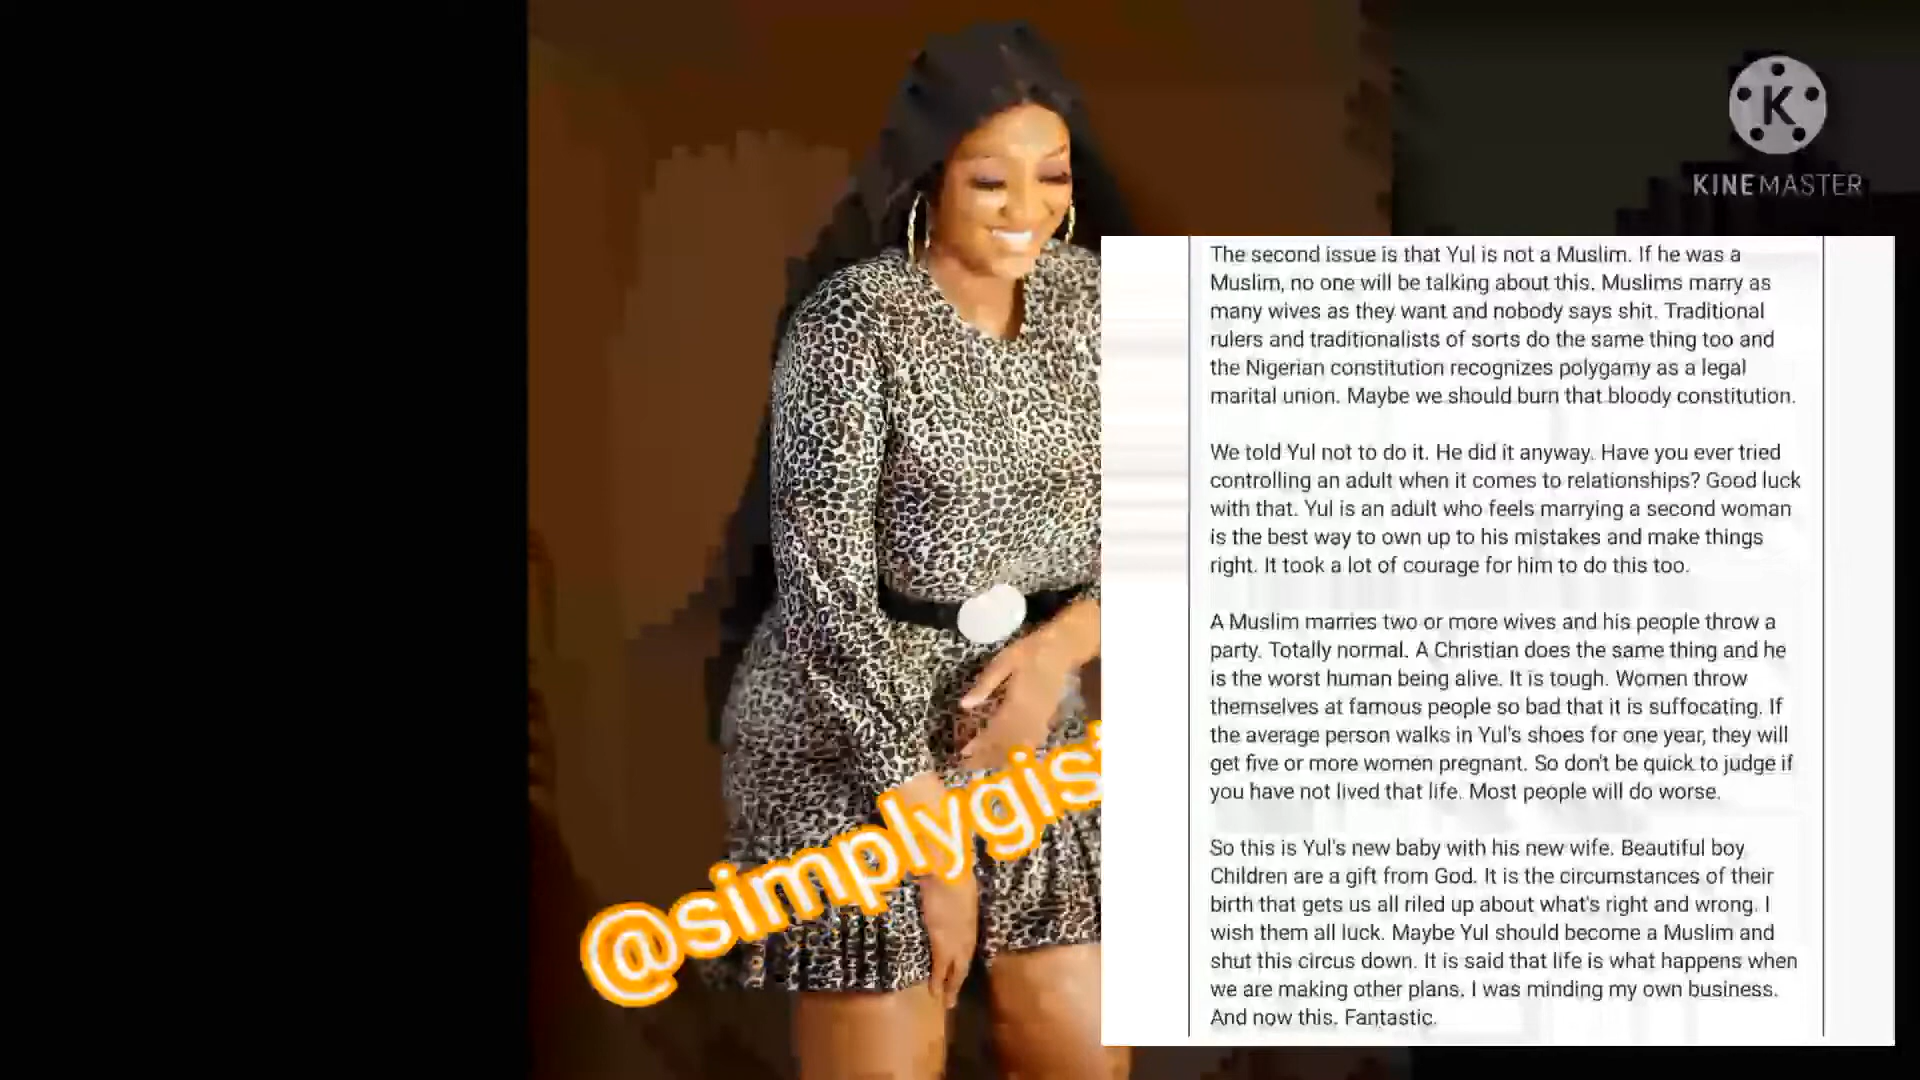 KINEMASTER
The second issue is that Yul is not a Muslim. If he was a
Muslim, no one will be talking about this. Muslims marry as
many wives as they want and nobody says shit. Traditional
rulers and traditionalists of sorts do the same thing too and
the Nigerian constitution recognizes polygamy as a legal
marital union. Maybe we should burn that bloody constitution.
We told Yul not to do it. He did it anyway. Have you ever tried
controlling an adult when it comes to relationships? Good luck
with that. Yul is an adult who feels marrying a second woman
is the best way to own up to his mistakes and make things
right. It took a lot of courage for him to do this too.
A Muslim marries two or more wives and his people throw a
party. Totally normal. A Christian does the same thing and he
is the worst human being alive. It is tough. Women throw
themselves at famous people so bad that it is suffocating. If
the average person walks in Yul's shoes for one year, they will
get five or more women pregnant. So don't be quick to judge if
you have not lived that life. Most people will do worse.
So this is Yul's new baby with his new wife. Beautiful boy.
Children are a gift from God. It is the circumstances of their
birth that gets us all riled up about what's right and wrong. I
wish them all luck. Maybe Yul should become a Muslim and
shut this circus down. It is said that life is what happens when
we are making other plans. I was minding my own business.
And now this. Fantastic.
@simplygist